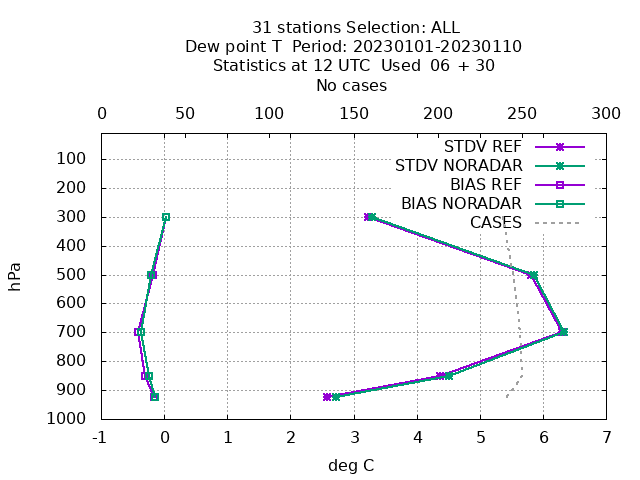 31 stations Selection: ALL
Dew point T  Period: 20230101-20230110
Statistics at 12 UTC  Used  06 + 30
No cases
0 50 100 150 200 250 300
STDV REF
STDV NORADAR
BIAS REF
BIAS NORADAR
CASES
hPa
100
200
300
400
500
600
700
800
900
1000
-1 0 1 2 3 4 5 6 7
deg C